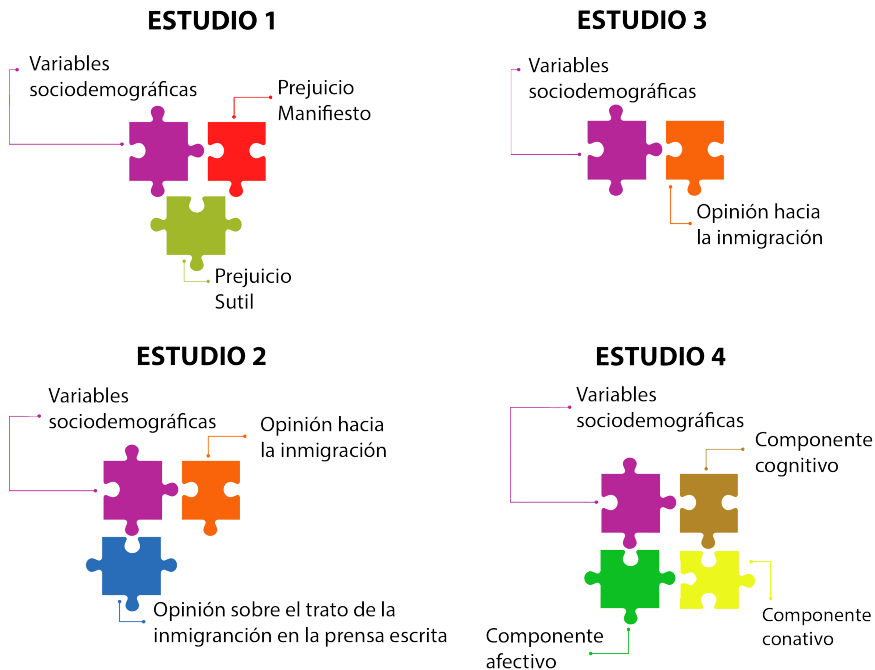 ESTUDIO 1
Variables
sociodemográficas
Prejuicio
Manifiesto
Prejuicio
Sutil
ESTUDIO 3
Variables
sociodemográficas
Opinión hacia
la inmigración
ESTUDIO 2
Variables
sociodemográficas
Opinión hacia
la inmigración
Opinión sobre el trato de la
inmigranción en la prensa escrita
ESTUDIO 4
Variables
sociodemográficas
Componente
cognitivo
Componente
conativo
Componente
afectivo